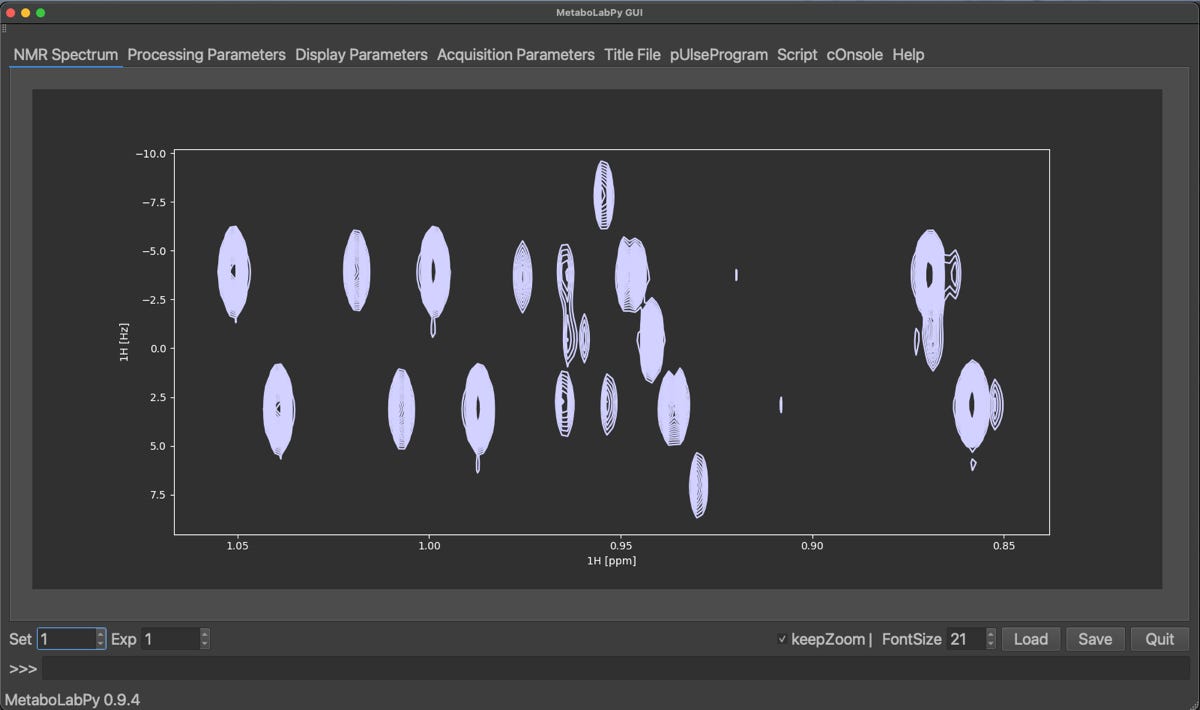 MetaboLabPy GUI
NMR Spectrum Processing Parameters Display Parameters Acquisition Parameters Title File pUlseProgram Script cOnsole Help
−10.0
−7.5
−5.0
−2.5
0.0
2.5
5.0
7.5
1H [Hz]
1.05 1.00 0.95 0.90 0.85
1H [ppm]
Set 1 Exp 1 keepZoom | FontSize 21 Load Save Quit
>>>
MetaboLabPy 0.9.4